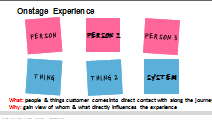 Onstage Experience
PERSON
PERSON 2
PERSON 3
THING
THING 2
SYSTEM
What: people & things customer comes into direct contact with along the journey
Why: gain view of whom & what directly influences the experience